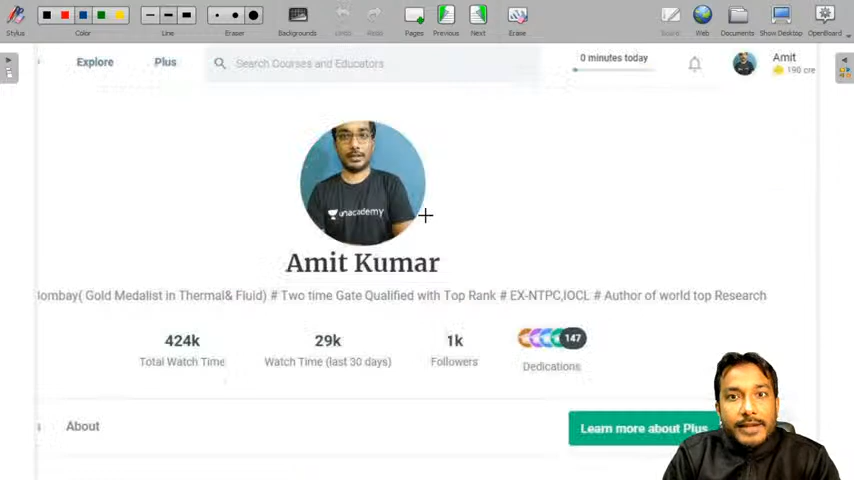 Stylus
Color
Line
Eraser
Backgrounds
Undo
Redo
Pages
Previous
Next
Erase
Board
Web
Documents
Show Desktop
OpenBoard
Explore
Plus
Search Courses and Educators
0 minutes today
Amit
190 cre
unacademy
Amit Kumar
Bombay( Gold Medalist in Thermal& Fluid) # Two time Gate Qualified with Top Rank # EX-NTPC,IOCL # Author of world top Research
424k
29k
1k
147
Total Watch Time
Watch Time (last 30 days)
Followers
Dedications
About
Learn more about Plus